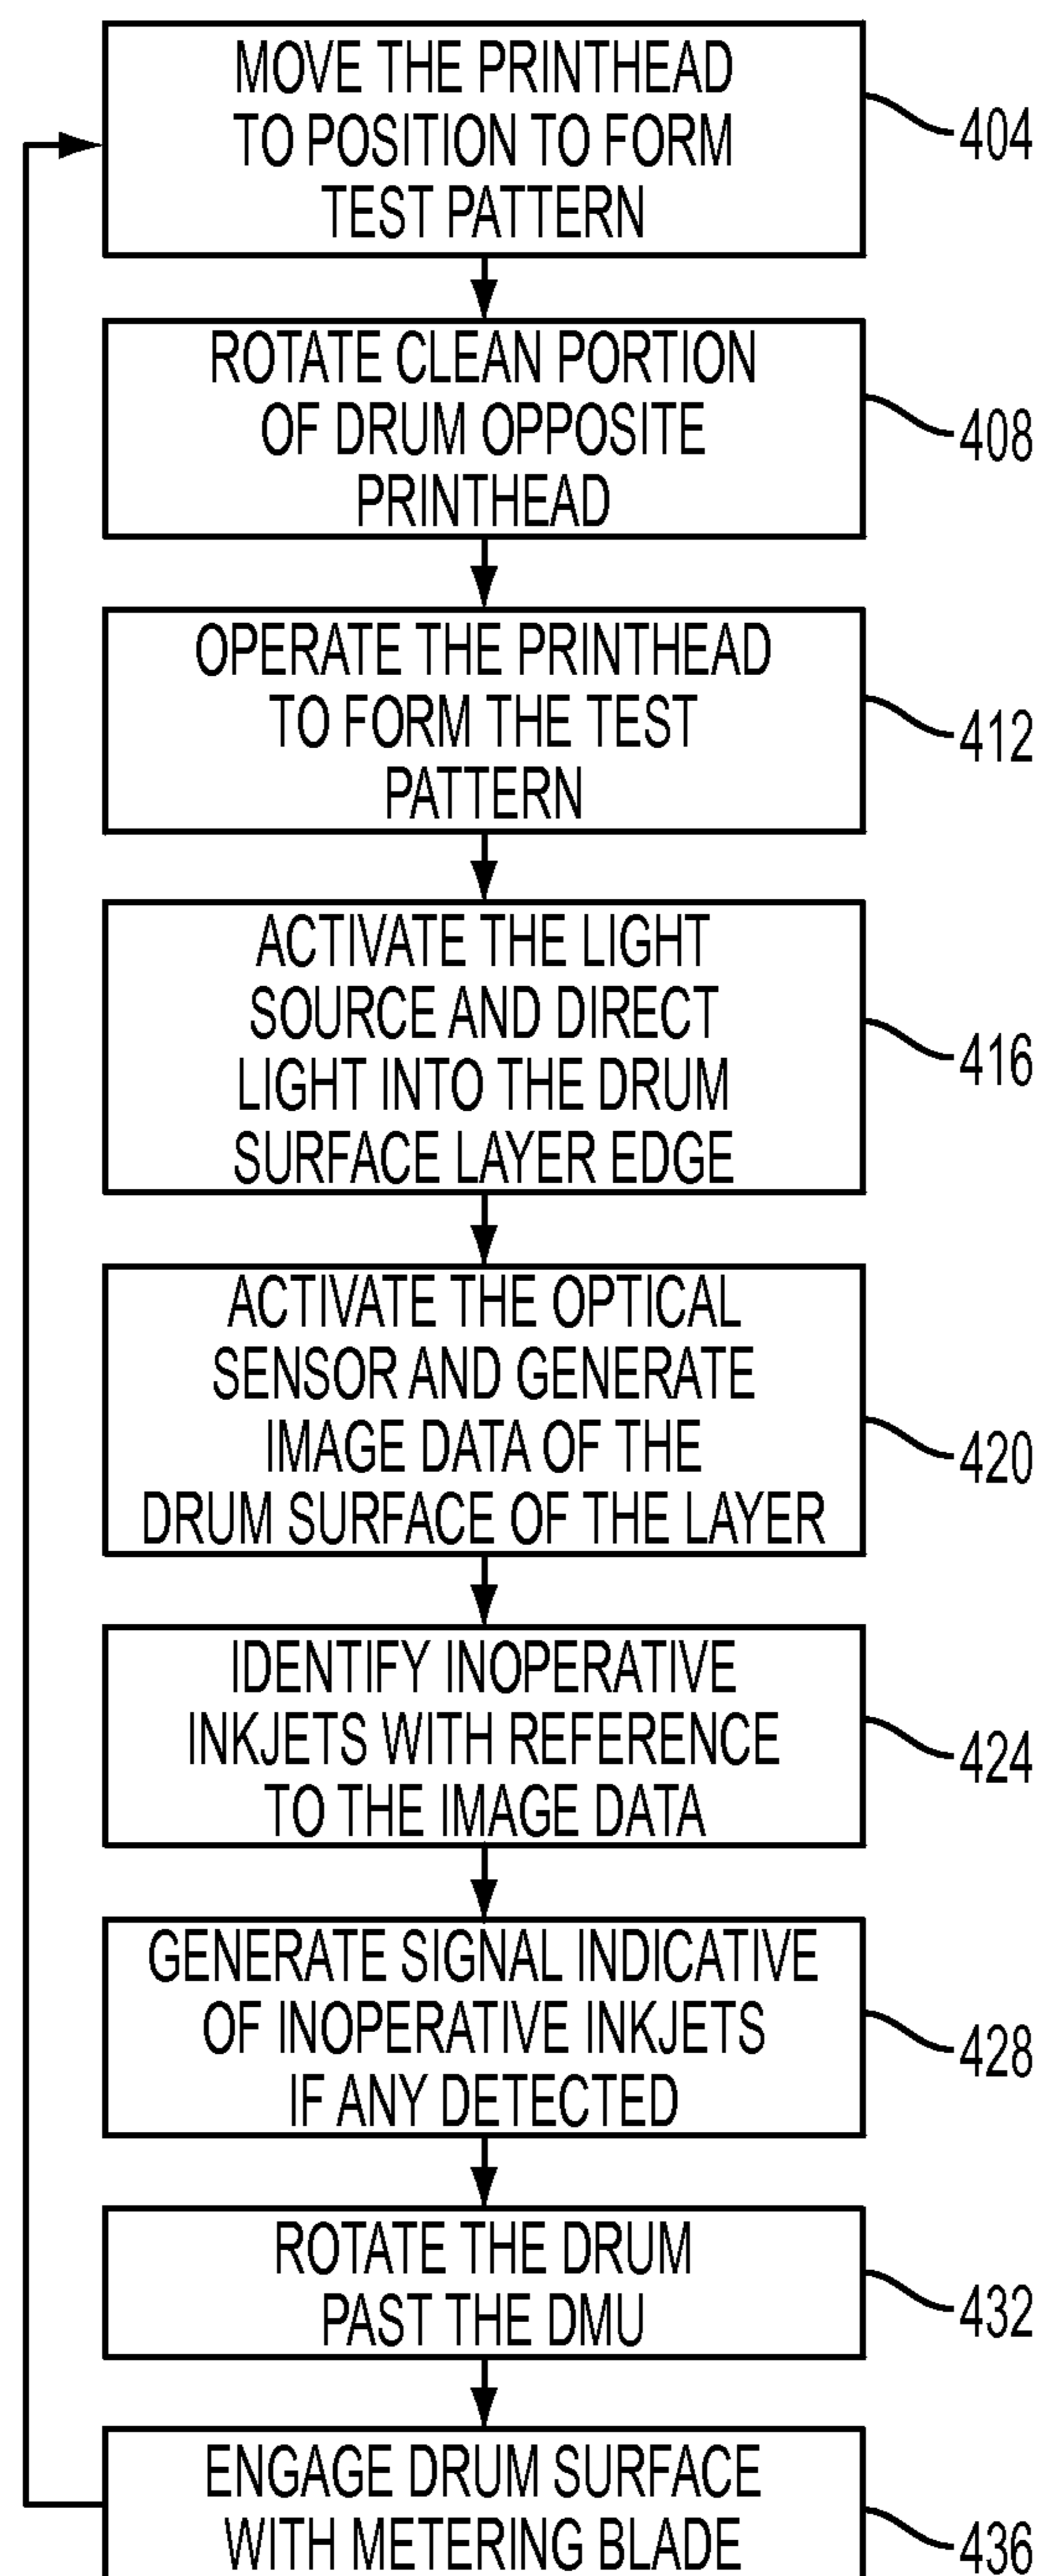 MOVE THE PRINTHEAD
TO POSITION TO FORM
TEST PATTERN
404
ROTATE CLEAN PORTION
OF DRUM OPPOSITE
PRINTHEAD
408
OPERATE THE PRINTHEAD
TO FORM THE TEST
PATTERN
412
ACTIVATE THE LIGHT
SOURCE AND DIRECT
LIGHT INTO THE DRUM
SURFACE LAYER EDGE
416
ACTIVATE THE OPTICAL
SENSOR AND GENERATE
IMAGE DATA OF THE
DRUM SURFACE OF THE LAYER
420
IDENTIFY INOPERATIVE
INKJETS WITH REFERENCE
TO THE IMAGE DATA
424
GENERATE SIGNAL INDICATIVE
OF INOPERATIVE INKJETS
IF ANY DETECTED
428
ROTATE THE DRUM
PAST THE DMU
432
ENGAGE DRUM SURFACE
WITH METERING BLADE
436